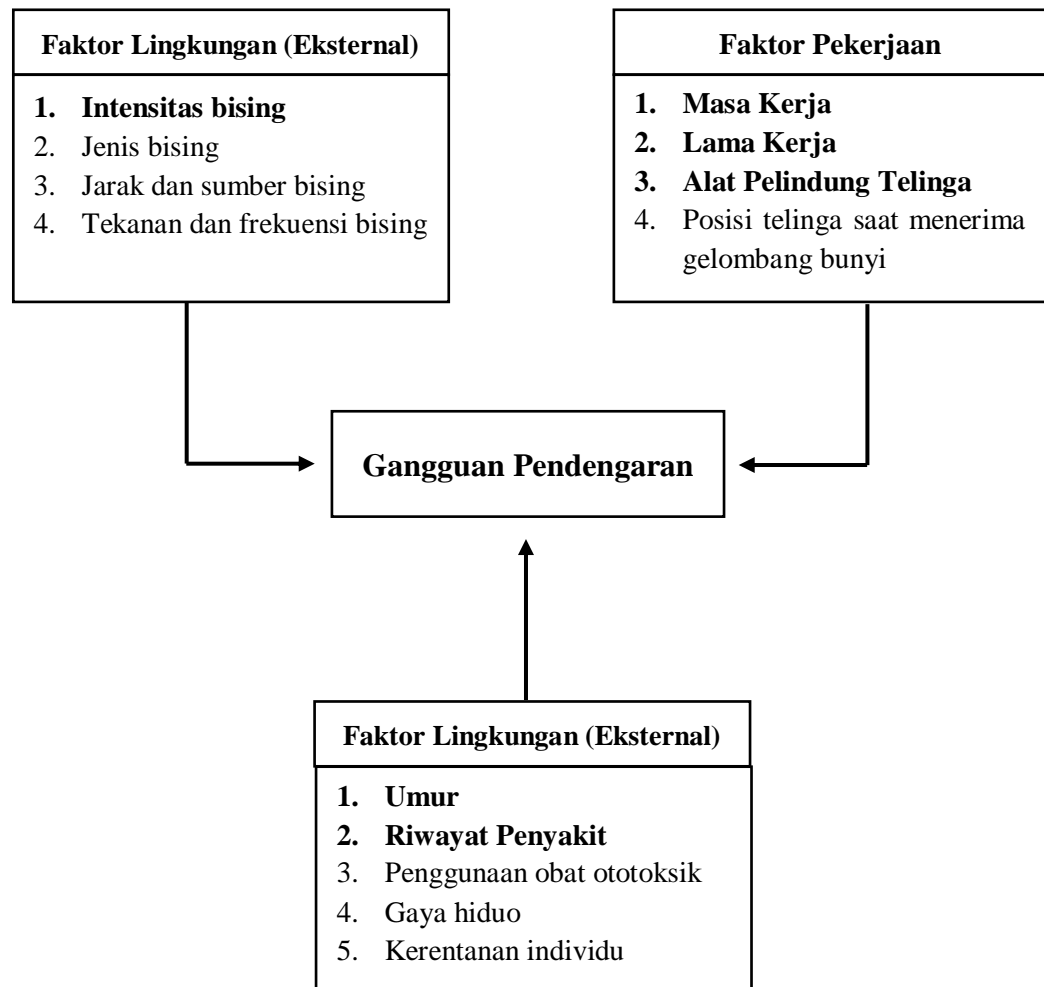 Faktor Lingkungan (Eksternal)
1. Intensitas bising
2. Jenis bising
3. Jarak dan sumber bising
4. Tekanan dan frekuensi bising
Faktor Pekerjaan
1. Masa Kerja
2. Lama Kerja
3. Alat Pelindung Telinga
4. Posisi telinga saat menerima
gelombang bunyi
Gangguan Pendengaran
Faktor Lingkungan (Eksternal)
1. Umur
2. Riwayat Penyakit
3. Penggunaan obat ototoksik
4. Gaya hiduo
5. Kerentanan individu